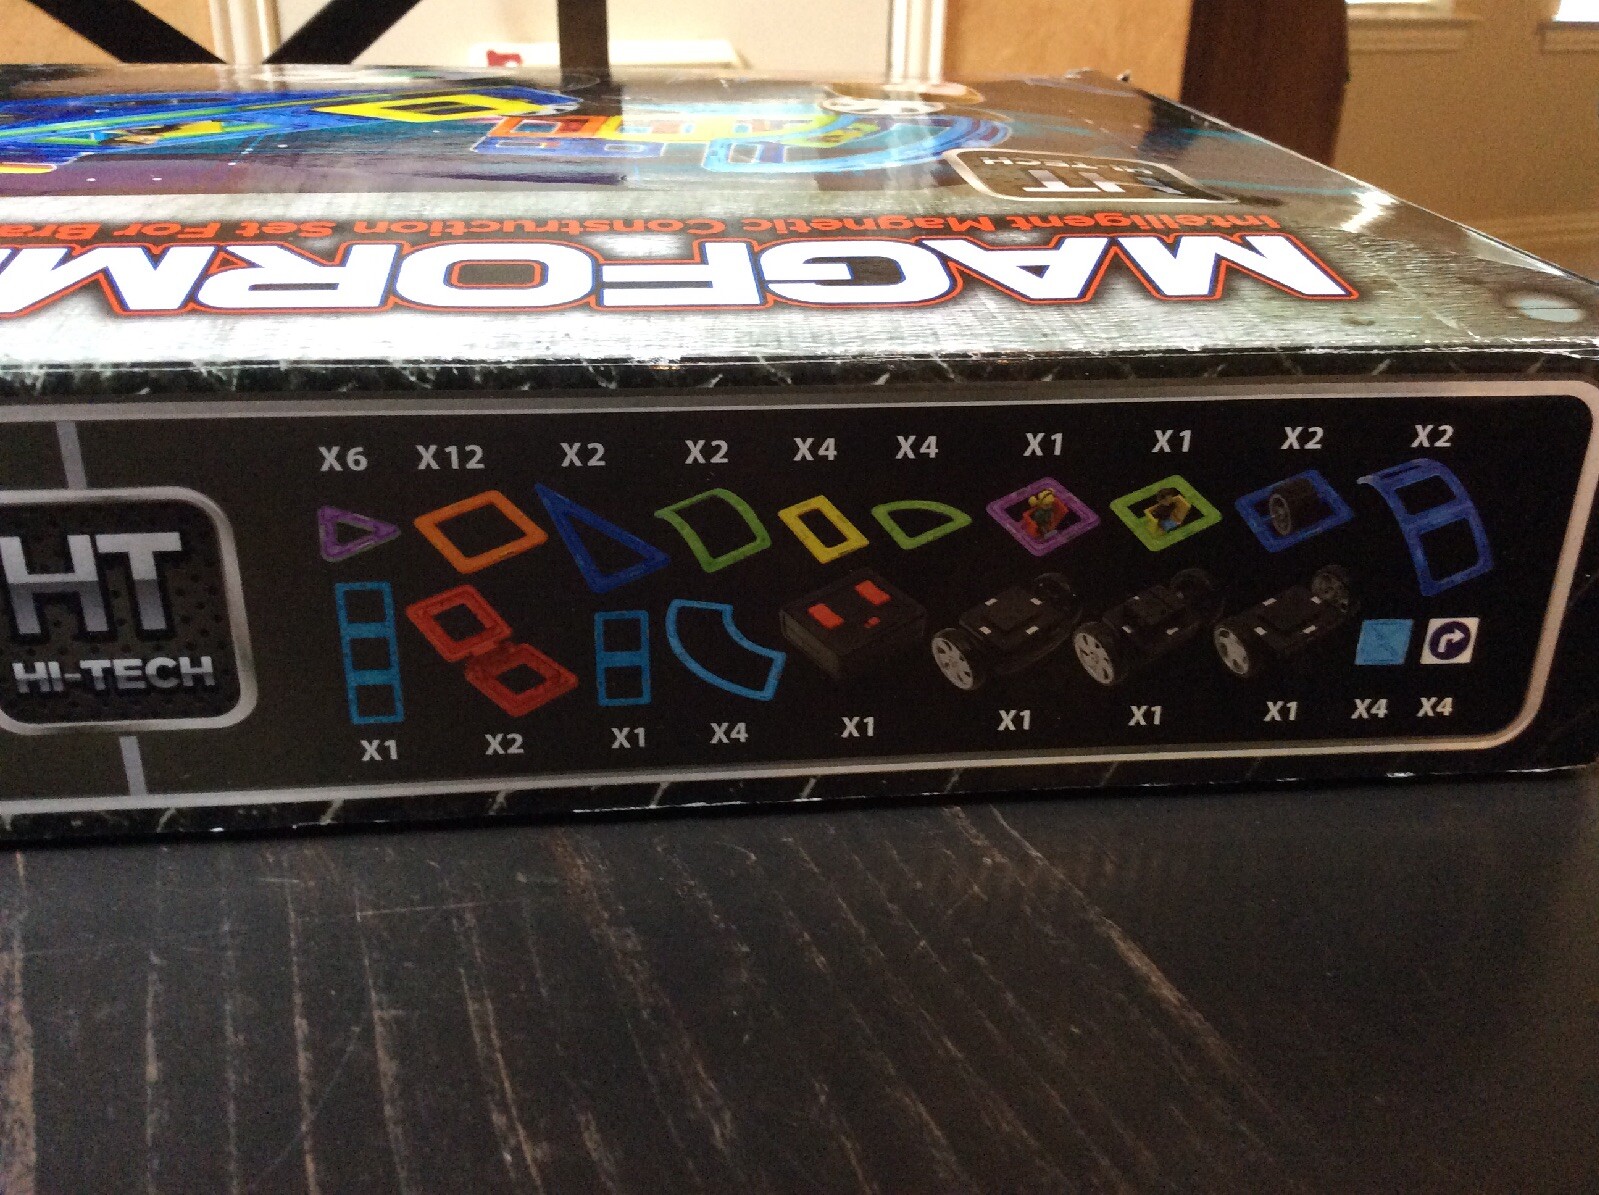 HT
HI-TECH
Intelligent Magnetic Construction Set For Bra
MAGFORM
X6 X12 X2 X2 X4 X4 X1 X1 X2 X2
HT
HI-TECH
X1 X2 X1 X4 X1 X1 X1 X1 X4 X4